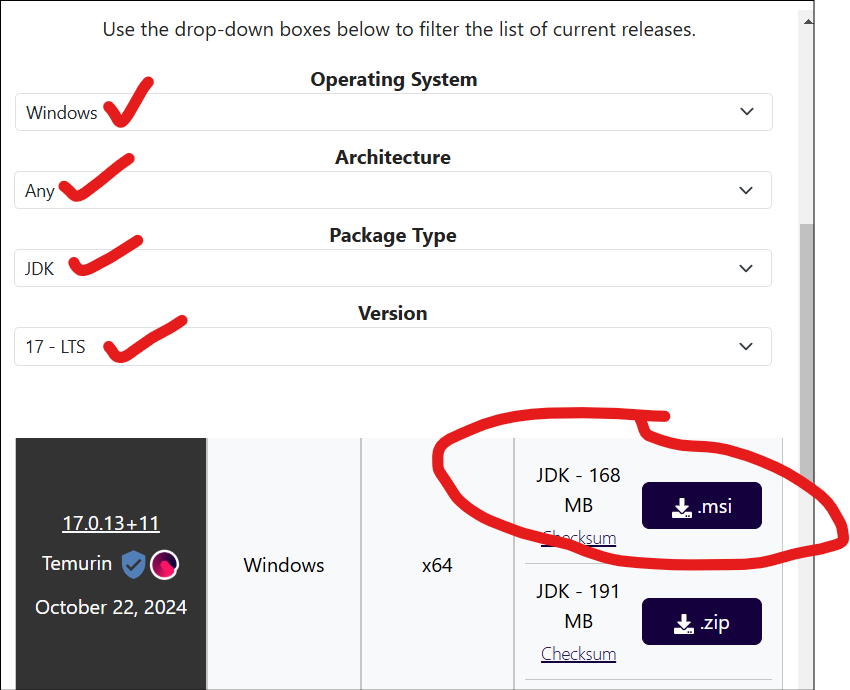 Use the drop-down boxes below to filter the list of current releases.
Operating System
Windows
Architecture
Any
Package Type
JDK
Version
17 - LTS
17.0.13+11
Temurin
October 22, 2024
Windows
x64
JDK - 168
MB
Checksum
.msi
JDK - 191
MB
Checksum
.zip